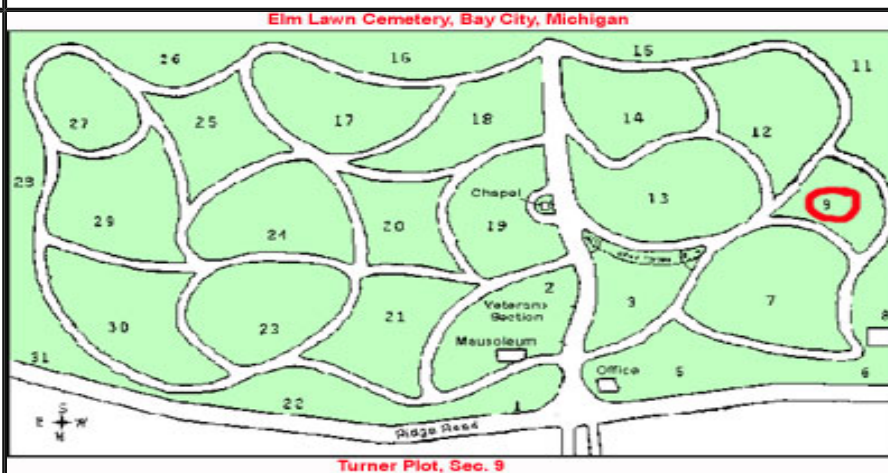 Elm Lawn Cemetery, Bay City, Michigan
26
16
15
11
27
25
17
18
14
12
28
Chapel
13
9
29
24
20
19
2
Veterans
Section
3
7
8
30
23
21
Mausoleum
31
Office
5
6
22
1
Ridge Road
S
E W
N
Turner Plot, Sec. 9